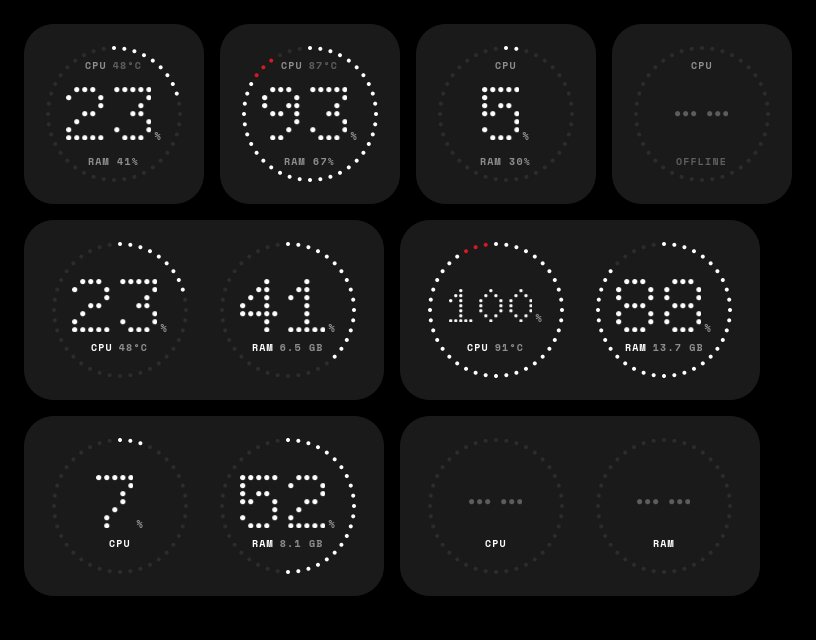 CPU 48°C
23%
RAM 41%
CPU 87°C
93%
RAM 67%
CPU
5%
RAM 30%
CPU
--- ---
OFFLINE
23%
CPU 48°C
41%
RAM 6.5 GB
100%
CPU 91°C
88%
RAM 13.7 GB
7%
CPU
52%
RAM 8.1 GB
--- ---
CPU
--- ---
RAM